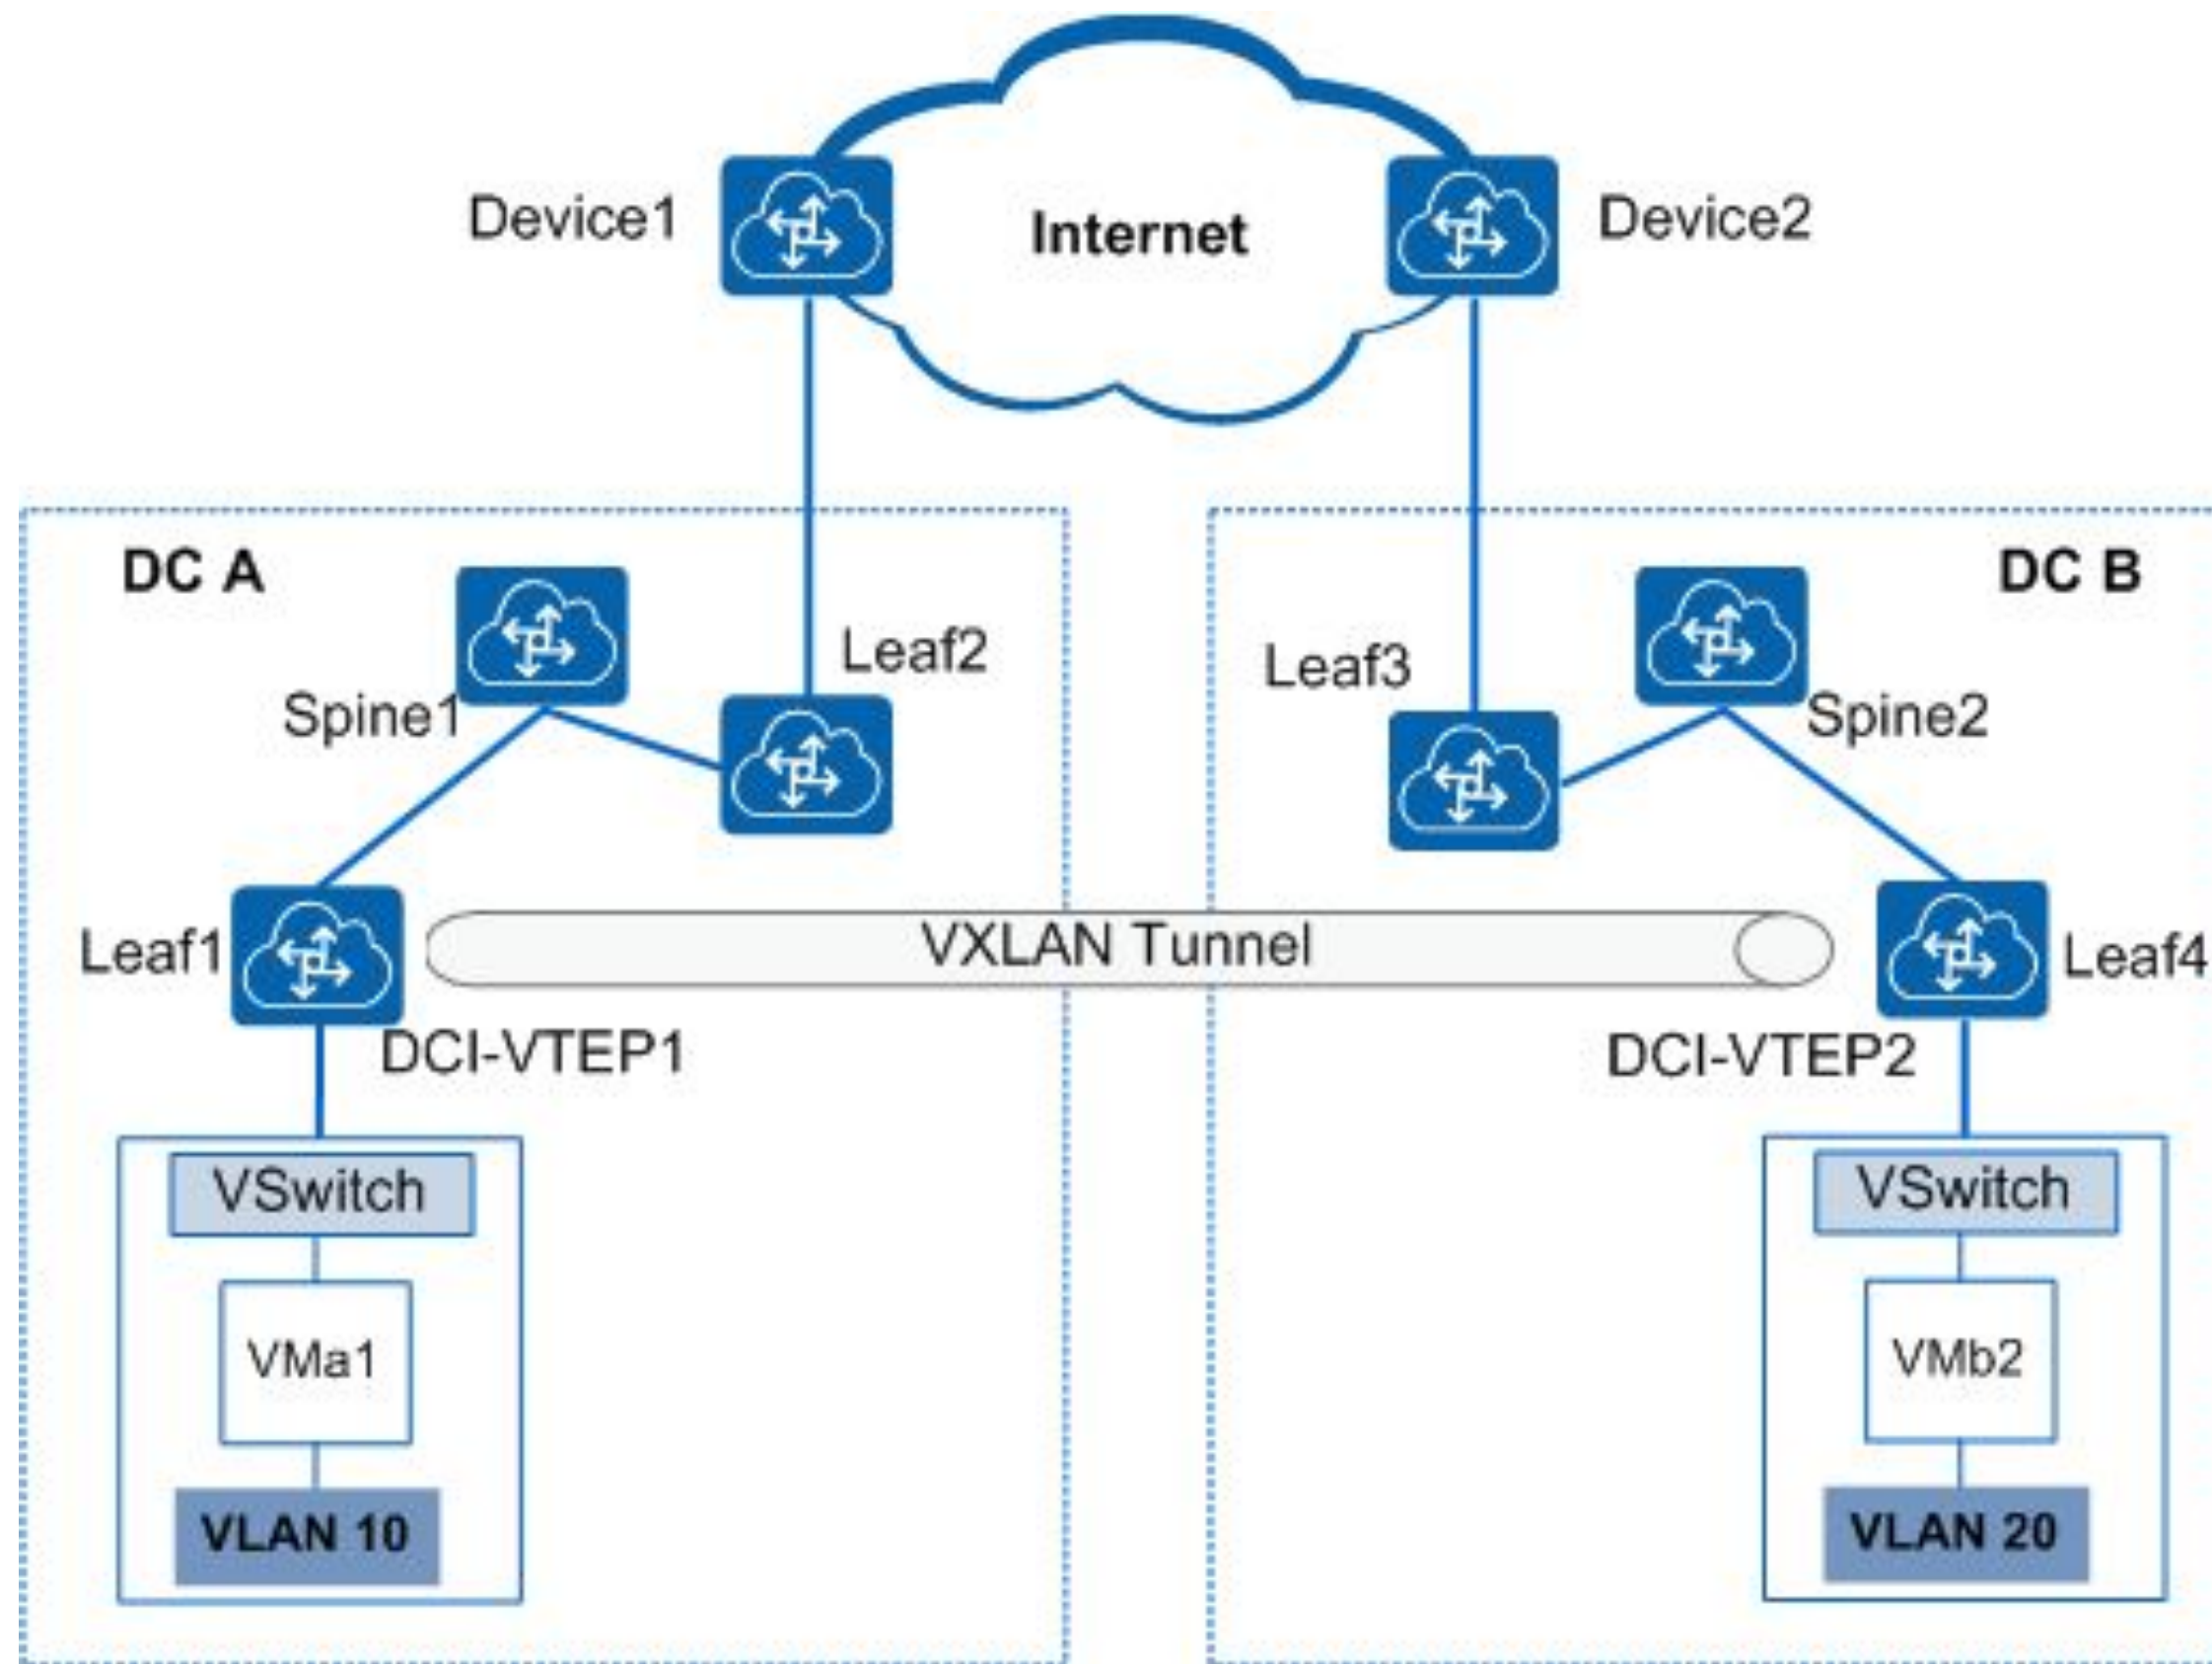 Device1
Internet
Device2
DC A
DC B
Leaf2
Leaf3
Spine1
Spine2
Leaf1
VXLAN Tunnel
Leaf4
DCI-VTEP1
DCI-VTEP2
VSwitch
VSwitch
VMa1
VMb2
VLAN 10
VLAN 20